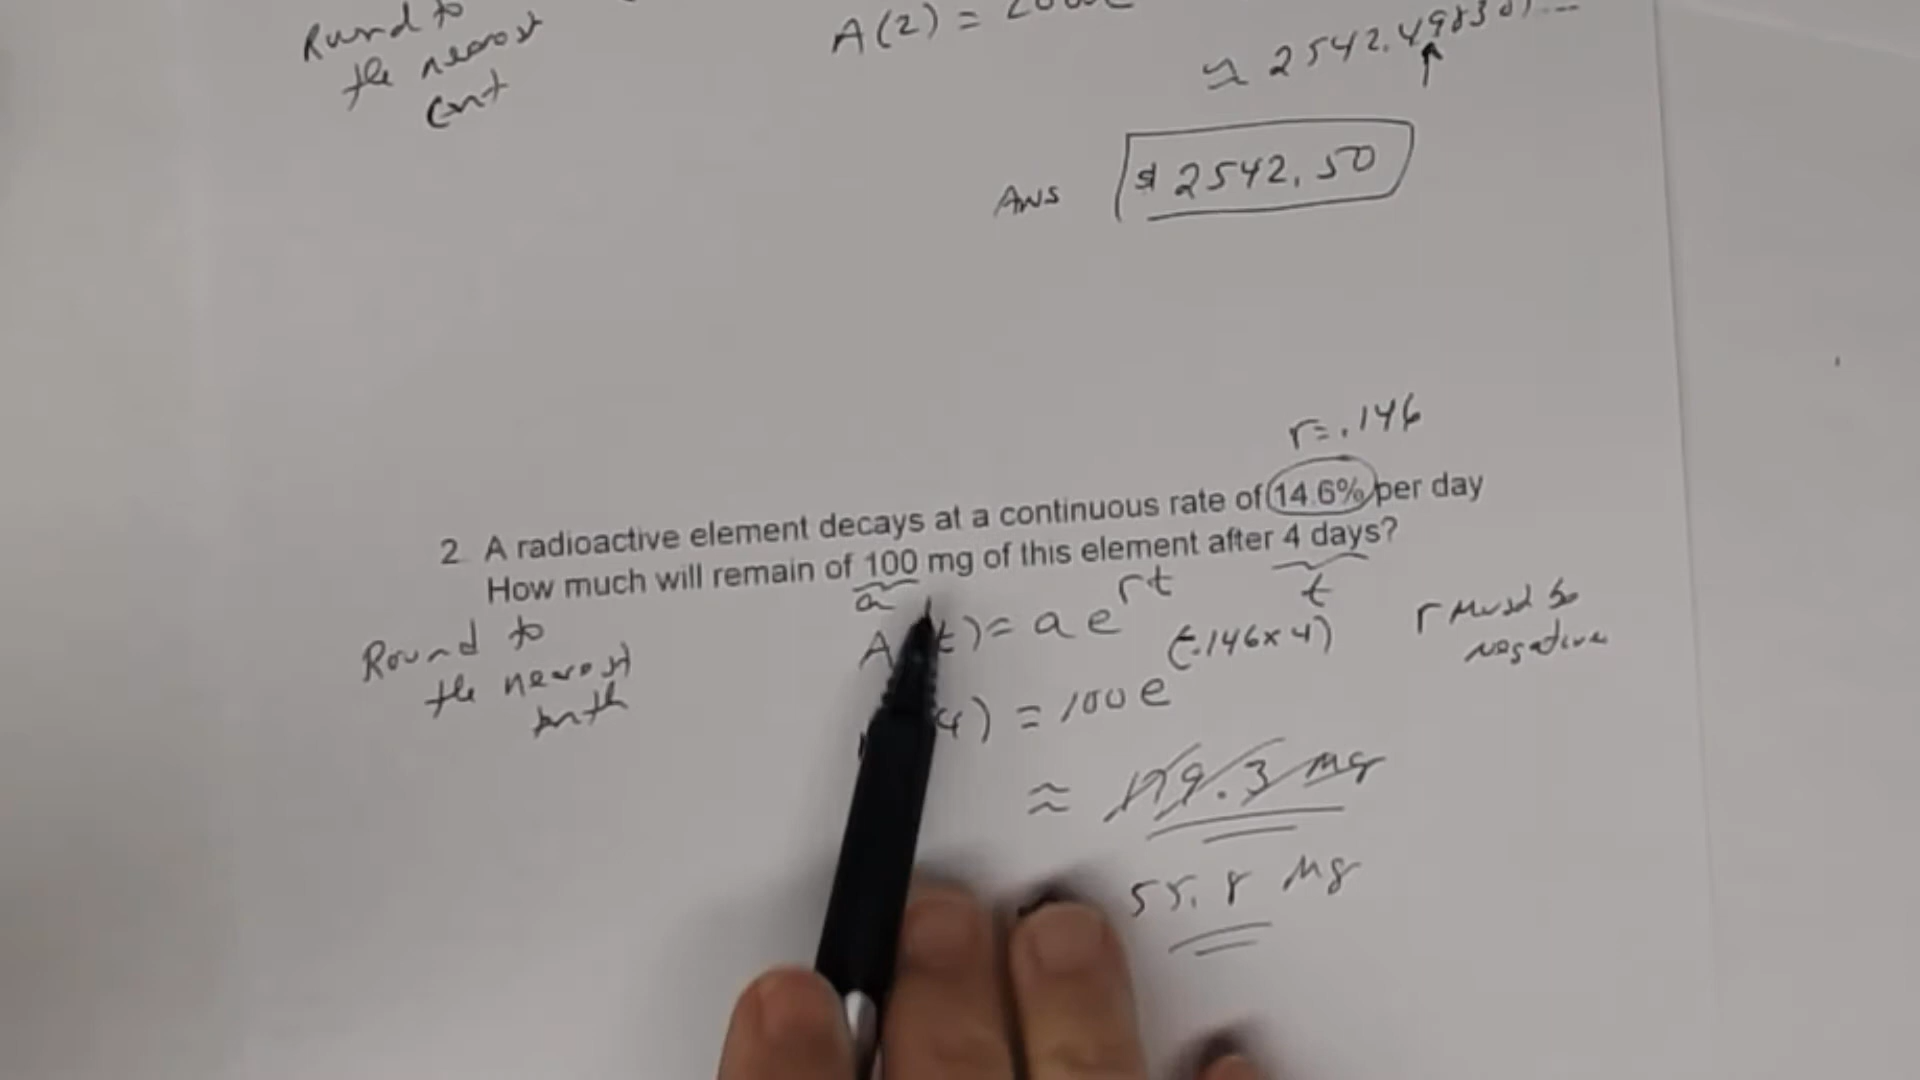 Round to
the nearest
cent
A(2) =
≈ 2542.4983
Ans $2542.50
r=.146
2 A radioactive element decays at a continuous rate of 14.6% per day
How much will remain of 100 mg of this element after 4 days?
a
t
Round to
the nearest
tenth
A t) = a e^rt
r must be
negative
4) = 100 e^(-.146x4)
≈ 179.3 mg
55.8 mg